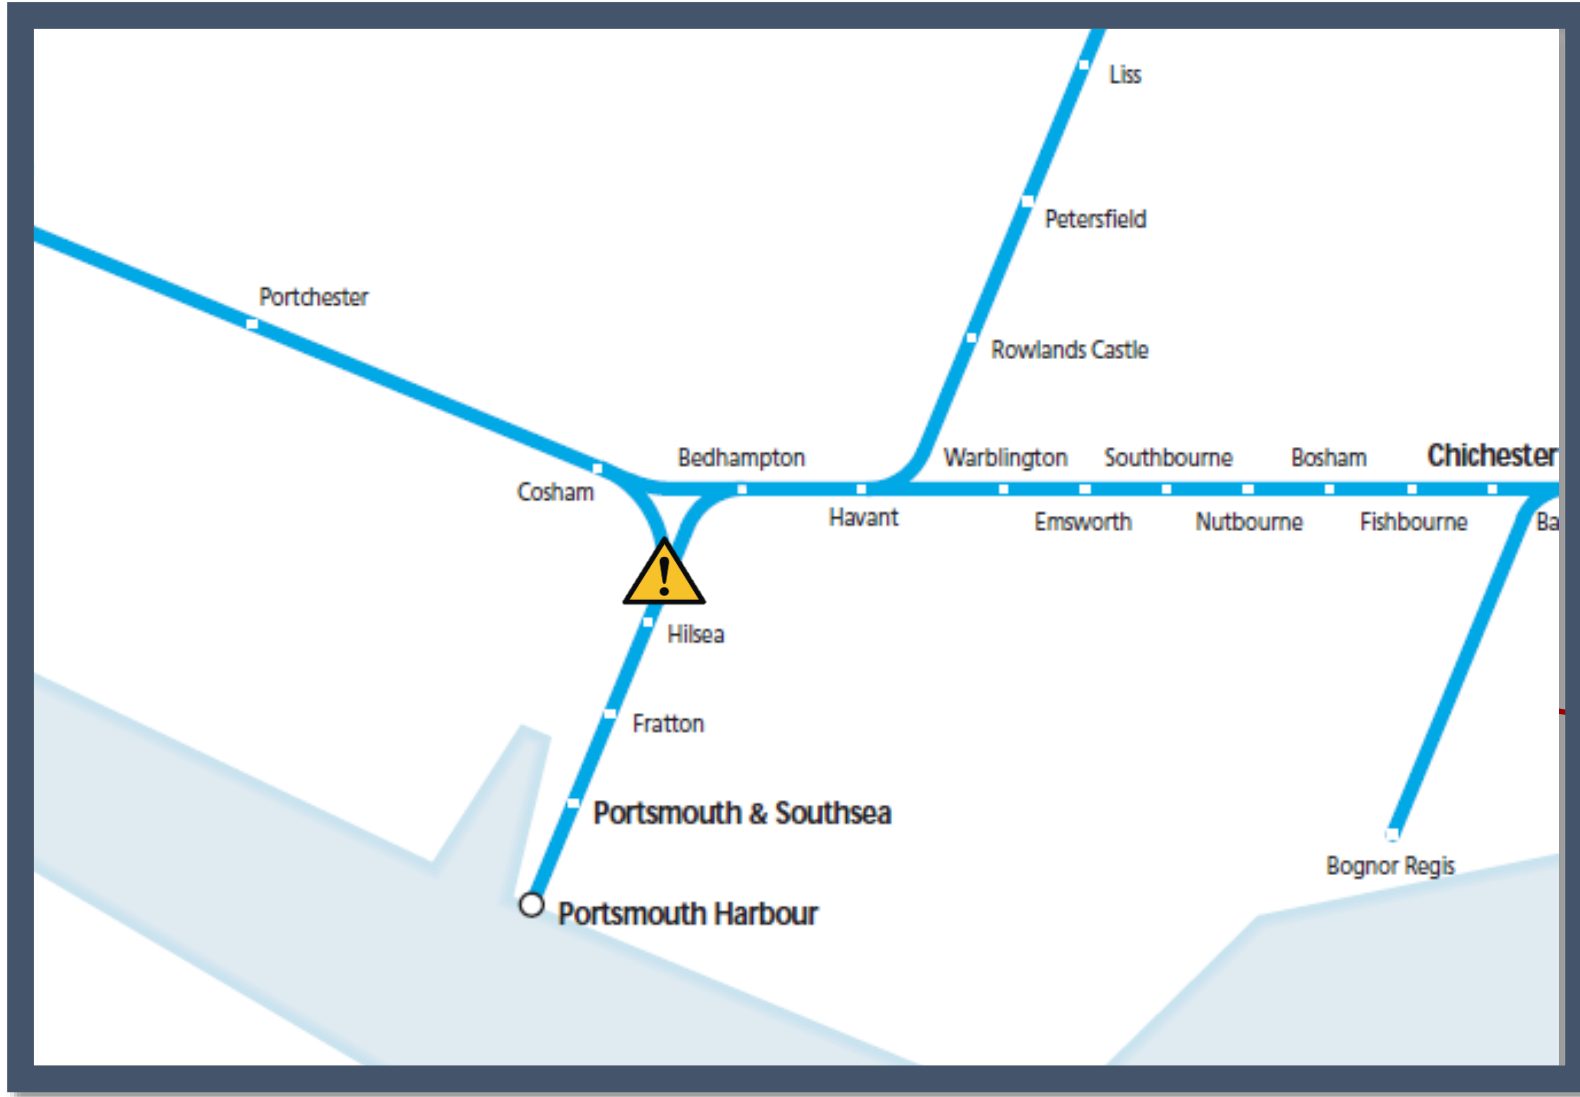 Liss
Petersfield
Portchester
Rowlands Castle
Bedhampton
Warblington
Southbourne
Bosham
Chichester
Cosham
Havant
Emsworth
Nutbourne
Fishbourne
Ba
!
Hilsea
Fratton
Portsmouth & Southsea
Bognor Regis
Portsmouth Harbour